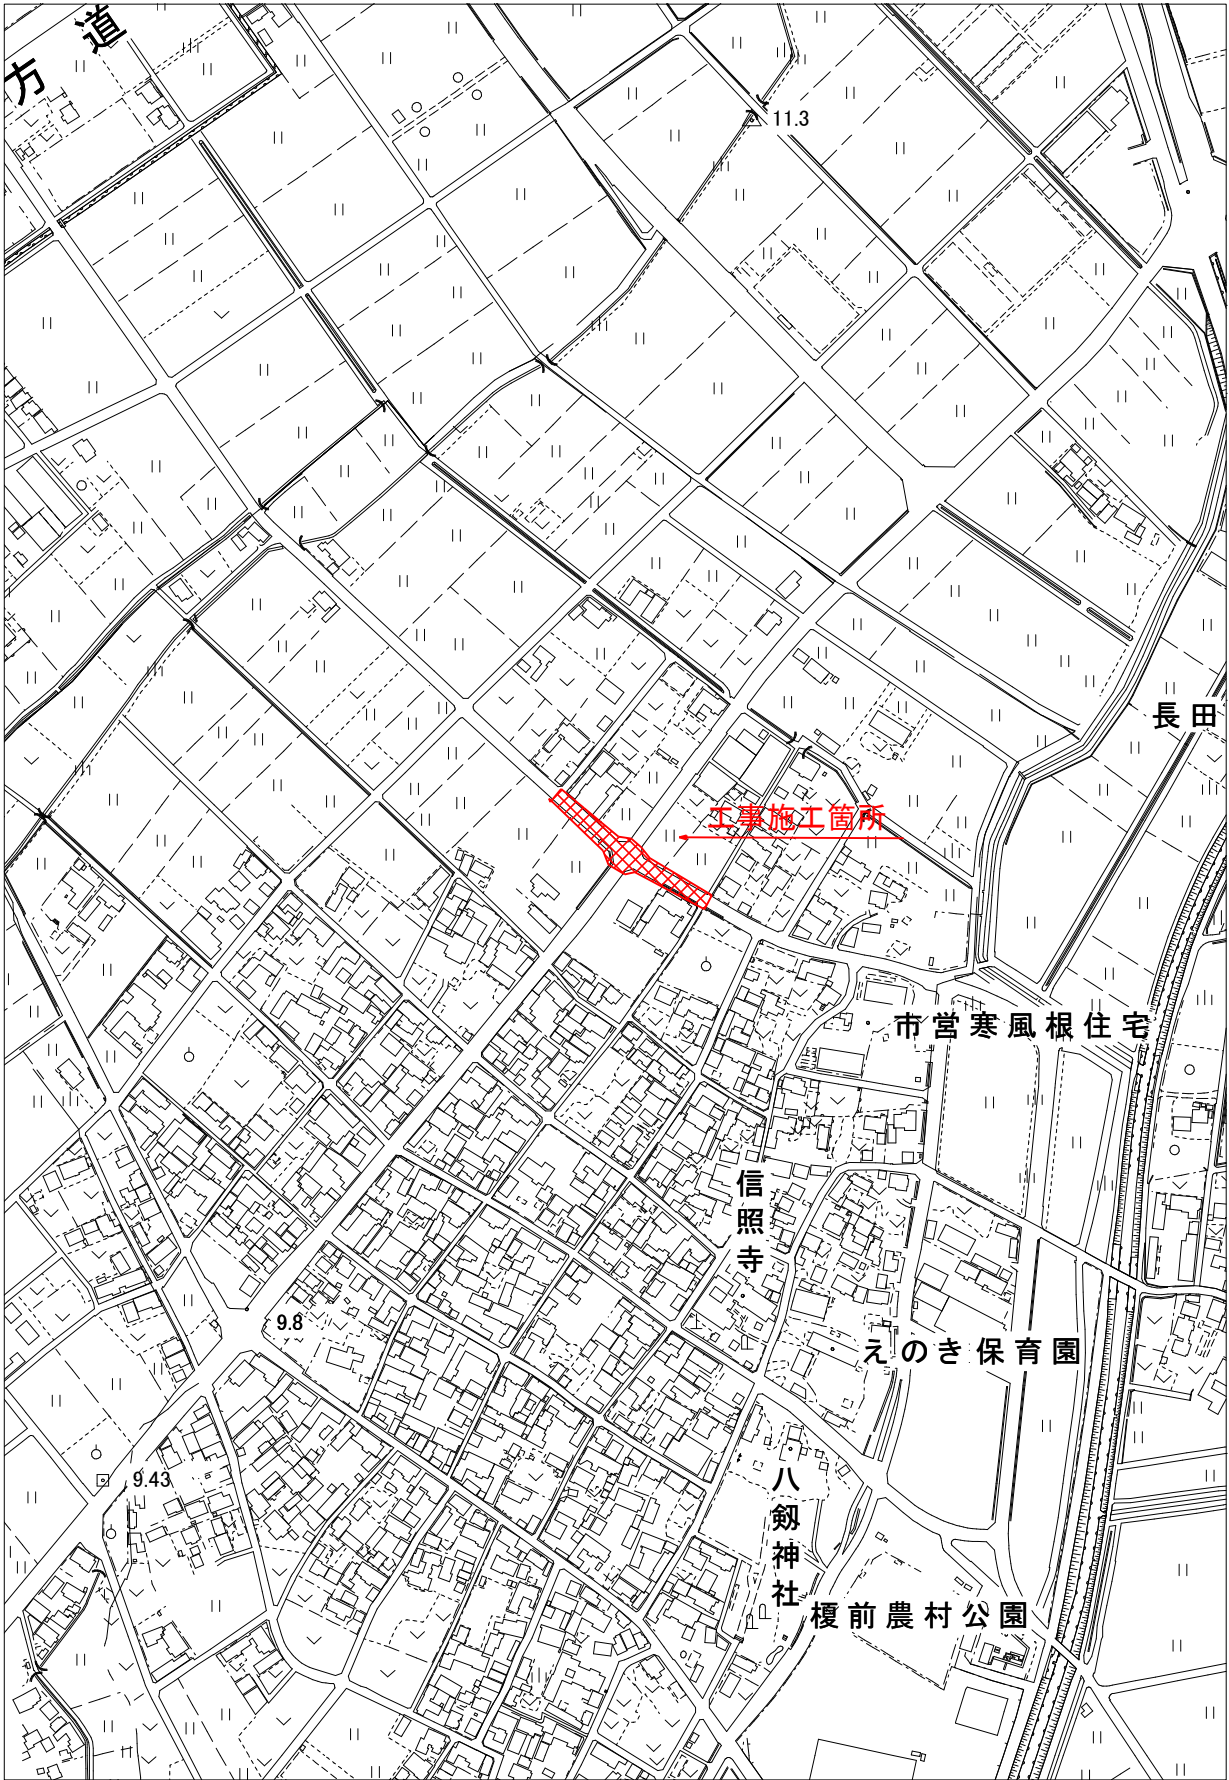 方道
11.3
長田
工事施工箇所
市営寒風根住宅
信照寺
9.8
えのき保育園
9.43
八剱神社
榎前農村公園